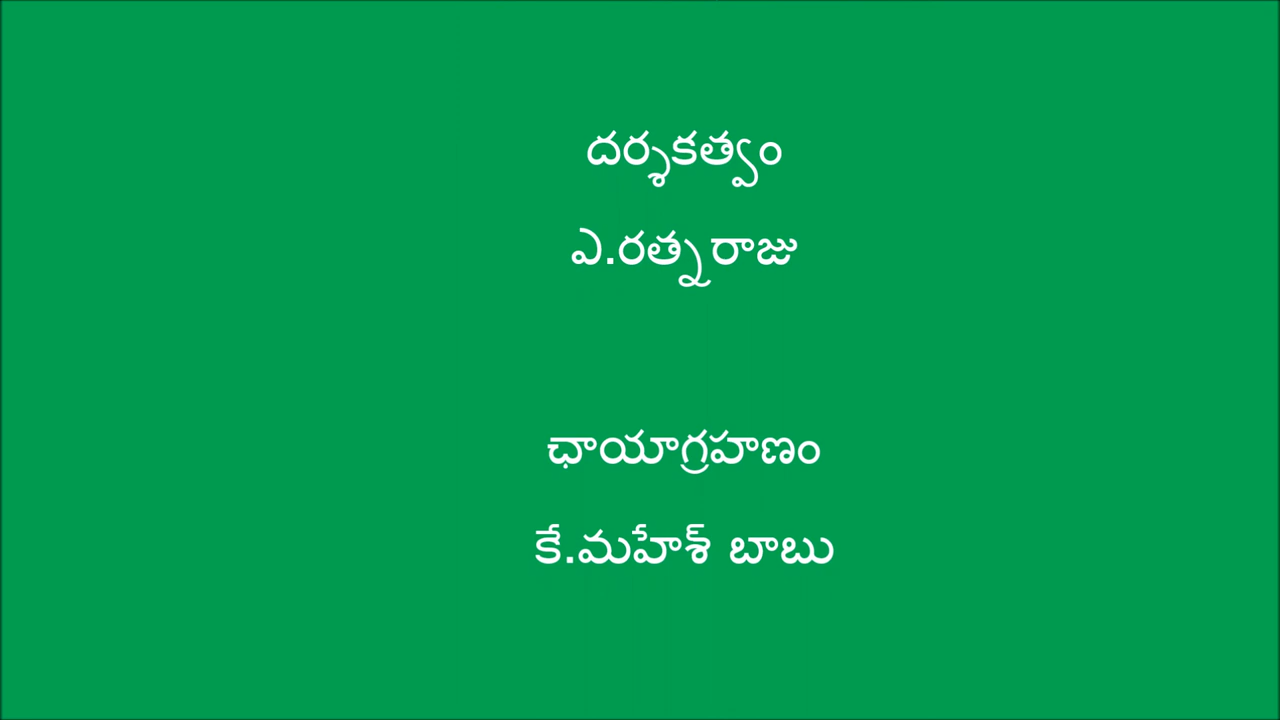 దర్శకత్వం
ఎ.రత్నరాజు
ఛాయాగ్రహణం
కే.మహేశ్ బాబు